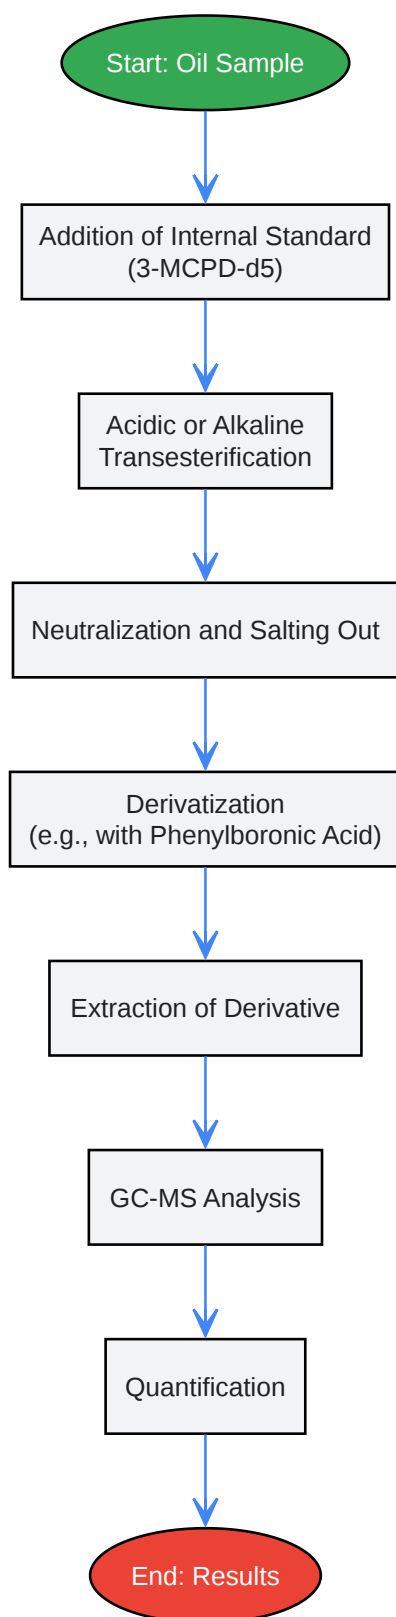 Start: Oil Sample
Addition of Internal Standard
(3-MCPD-d5)
Acidic or Alkaline
Transesterification
Neutralization and Salting Out
Derivatization
(e.g., with Phenylboronic Acid)
Extraction of Derivative
GC-MS Analysis
Quantification
End: Results